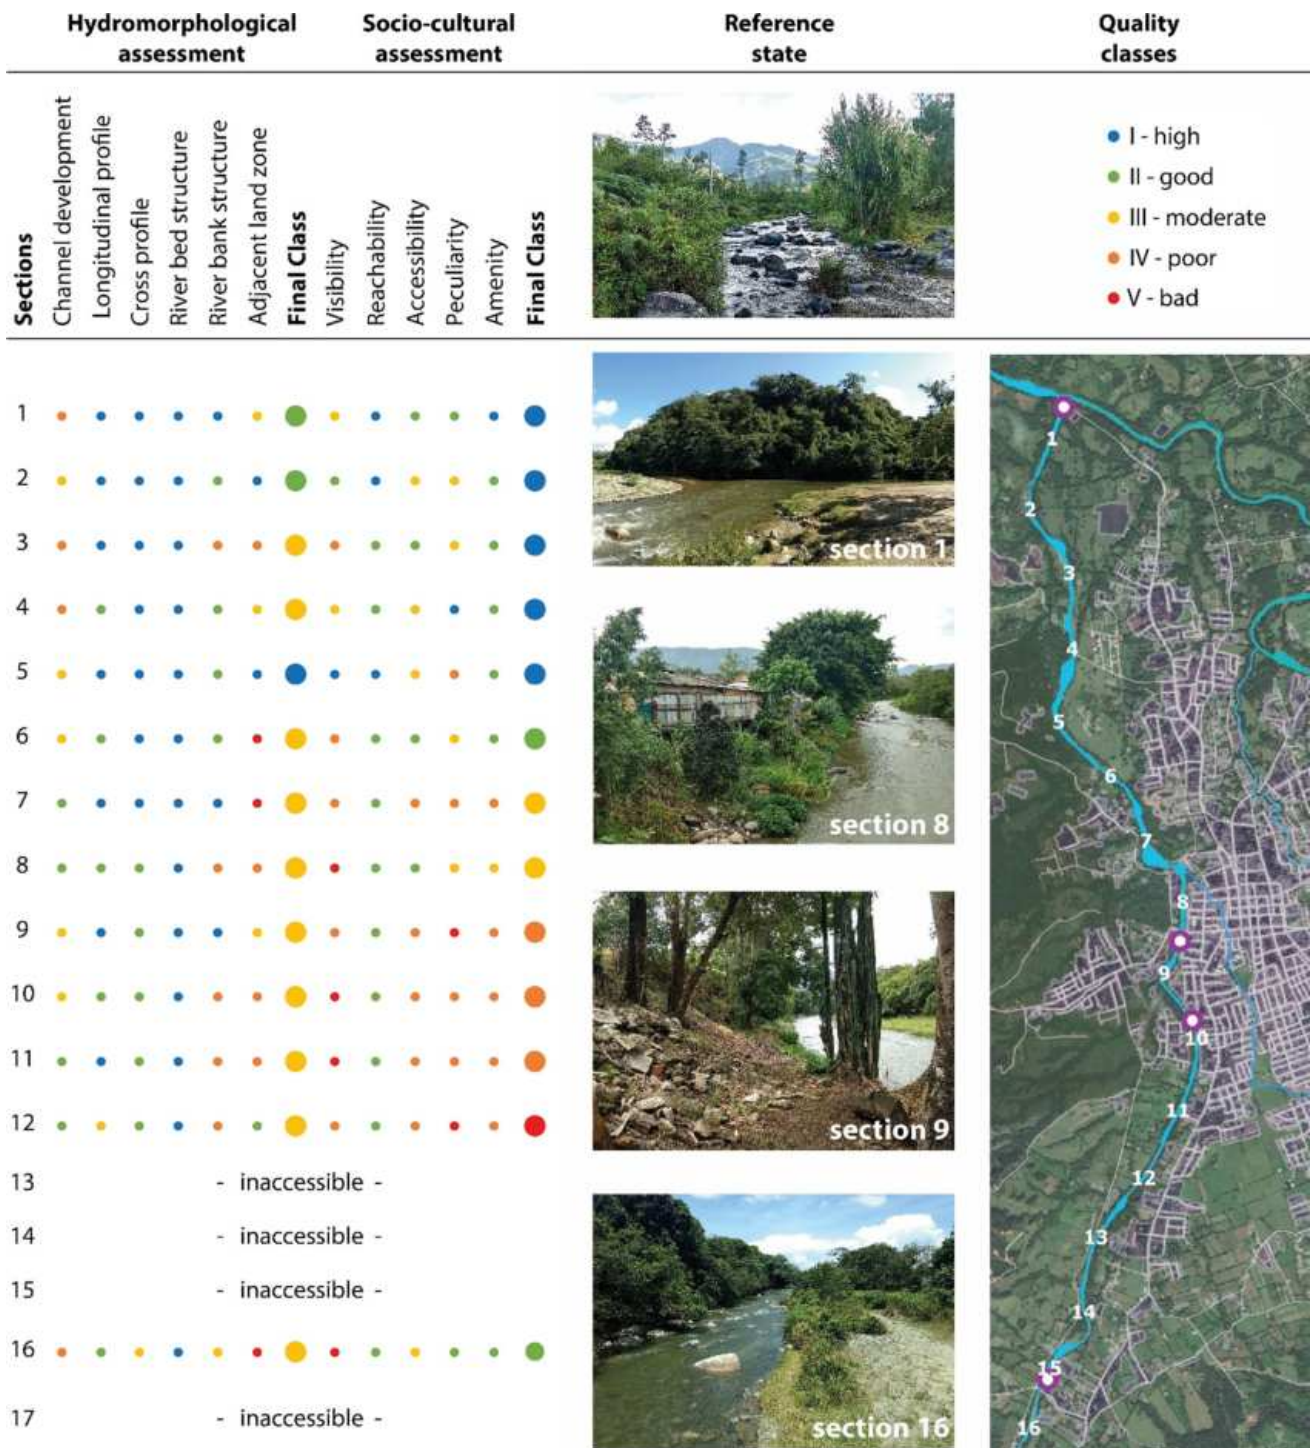 Hydromorphological assessment
Socio-cultural assessment
Reference state
Quality classes
Sections
Channel development
Longitudinal profile
Cross profile
River bed structure
River bank structure
Adjacent land zone
Final Class
Visibility
Reachability
Accessibility
Peculiarity
Amenity
Final Class
I - high
II - good
III - moderate
IV - poor
V - bad
1
2
3
4
5
6
7
8
9
10
11
12
13 - inaccessible -
14 - inaccessible -
15 - inaccessible -
16
17 - inaccessible -
section 1
section 8
section 9
section 16
1
2
3
4
5
6
7
8
9
10
11
12
13
14
15
16